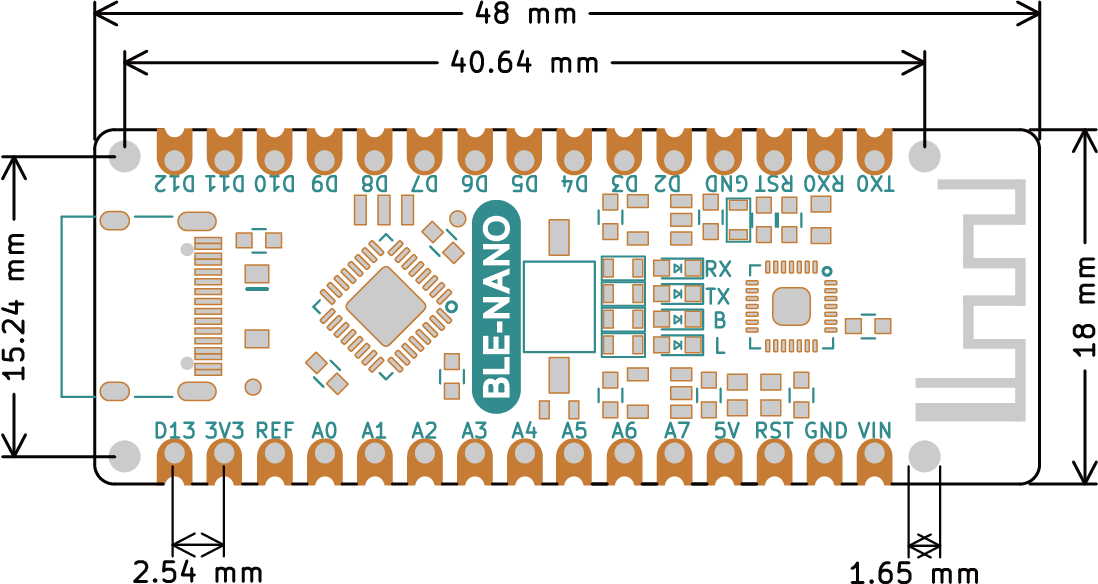 48 mm
40.64 mm
D12 D11 D10 D9 D8 D7 D6 D5 D4 D3 D2 GND RST RX0 TX0
15.24 mm
18 mm
BLE-NANO
RX
TX
B
L
D13 3V3 REF A0 A1 A2 A3 A4 A5 A6 A7 5V RST GND VIN
2.54 mm
1.65 mm